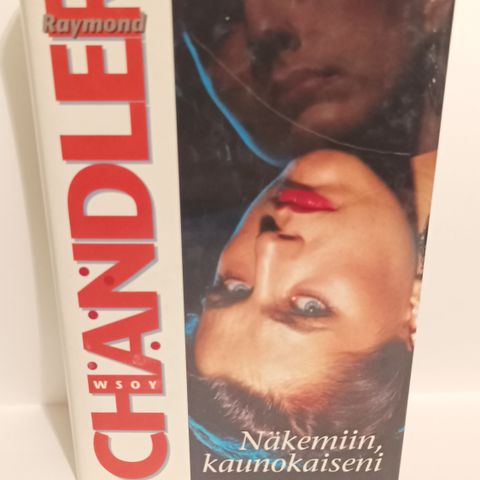 Raymond
CHANDLER
WSOY
Näkemiin,
kaunokaiseni